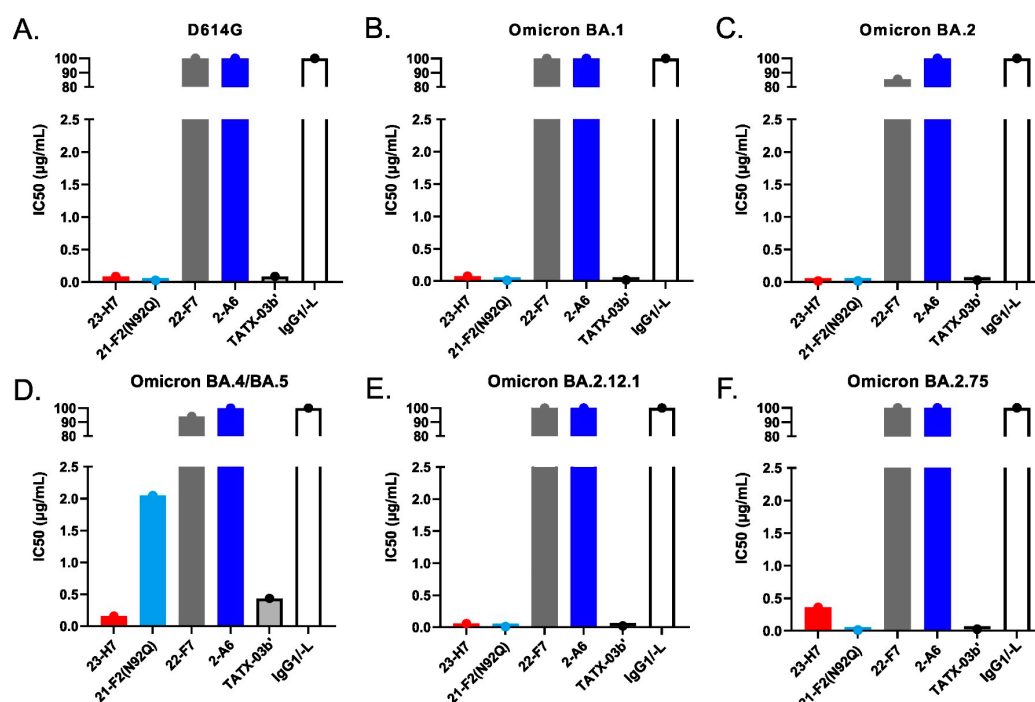 A.
D614G
IC50 (µg/mL)
100
90
80
2.5
2.0
1.5
1.0
0.5
0.0
23-H7
21-F2(N92Q)
22-F7
2-A6
TATX-03b'
IgG1/-L
B.
Omicron BA.1
IC50 (µg/mL)
100
90
80
2.5
2.0
1.5
1.0
0.5
0.0
23-H7
21-F2(N92Q)
22-F7
2-A6
TATX-03b'
IgG1/-L
C.
Omicron BA.2
IC50 (µg/mL)
100
90
80
2.5
2.0
1.5
1.0
0.5
0.0
23-H7
21-F2(N92Q)
22-F7
2-A6
TATX-03b'
IgG1/-L
D.
Omicron BA.4/BA.5
IC50 (µg/mL)
100
90
80
2.5
2.0
1.5
1.0
0.5
0.0
23-H7
21-F2(N92Q)
22-F7
2-A6
TATX-03b'
IgG1/-L
E.
Omicron BA.2.12.1
IC50 (µg/mL)
100
90
80
2.5
2.0
1.5
1.0
0.5
0.0
23-H7
21-F2(N92Q)
22-F7
2-A6
TATX-03b'
IgG1/-L
F.
Omicron BA.2.75
IC50 (µg/mL)
100
90
80
2.5
2.0
1.5
1.0
0.5
0.0
23-H7
21-F2(N92Q)
22-F7
2-A6
TATX-03b'
IgG1/-L